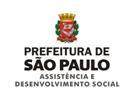 PREFEITURA DE
SÃO PAULO
ASSISTÊNCIA E
DESENVOLVIMENTO SOCIAL